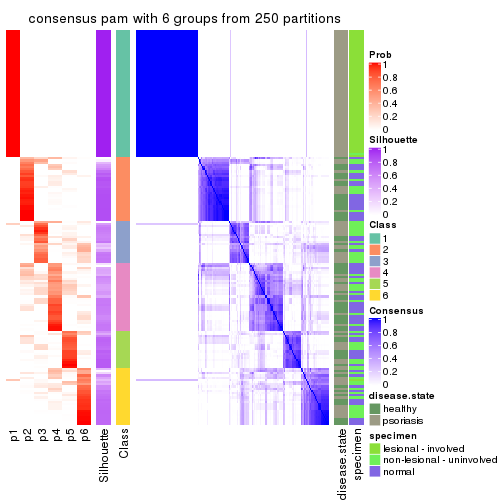 consensus pam with 6 groups from 250 partitions
Prob
1
0.8
0.6
0.4
0.2
0
Silhouette
1
0.8
0.6
0.4
0.2
0
Class
1
2
3
4
5
6
Consensus
1
0.8
0.6
0.4
0.2
0
disease.state
healthy
psoriasis
specimen
lesional - involved
non-lesional - uninvolved
normal
p1
p2
p3
p4
p5
p6
Silhouette
Class
disease.state
specimen